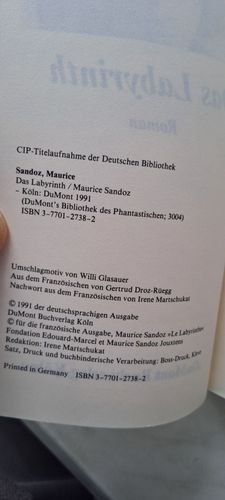 Das Labyrinth
Roman
CIP-Titelaufnahme der Deutschen Bibliothek
Sandoz, Maurice
Das Labyrinth / Maurice Sandoz
– Köln: DuMont 1991
(DuMont's Bibliothek des Phantastischen; 3004)
ISBN 3-7701-2738-2
Umschlagmotiv von Willi Glasauer
Aus dem Französischen von Gertrud Droz-Rüegg
Nachwort aus dem Französischen von Irene Martschukat
© 1991 der deutschsprachigen Ausgabe
DuMont Buchverlag Köln
© für die französische Ausgabe, Maurice Sandoz »Le Labyrinthe«
Fondation Edouard-Marcel et Maurice Sandoz
Redaktion: Irene Martschukat
Satz, Druck und buchbinderische Verarbeitung: Boss-Druck, Kleve
Printed in Germany ISBN 3-7701-2738-2